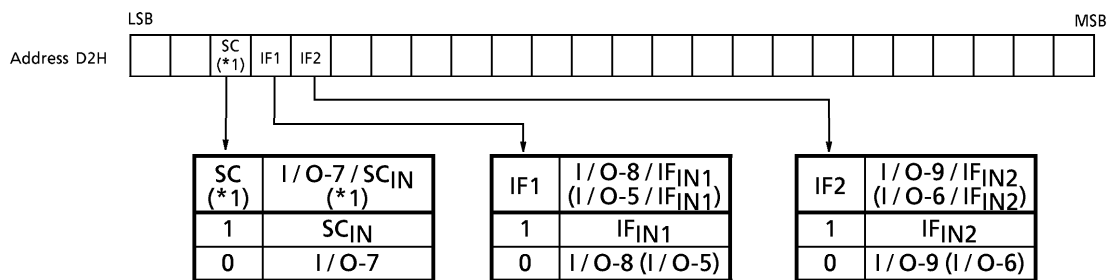 LSB MSB
Address D2H SC (*1) IF1 IF2
SC (*1) I/O-7/SCIN (*1)
1 SCIN
0 I/O-7
IF1 I/O-8/IFIN1 (I/O-5/IFIN1)
1 IFIN1
0 I/O-8 (I/O-5)
IF2 I/O-9/IFIN2 (I/O-6/IFIN2)
1 IFIN2
0 I/O-9 (I/O-6)